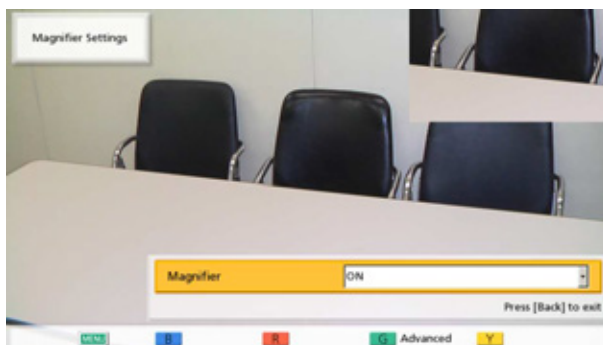 Magnifier Settings
Magnifier ON
Press [Back] to exit
MENU B R G Advanced Y